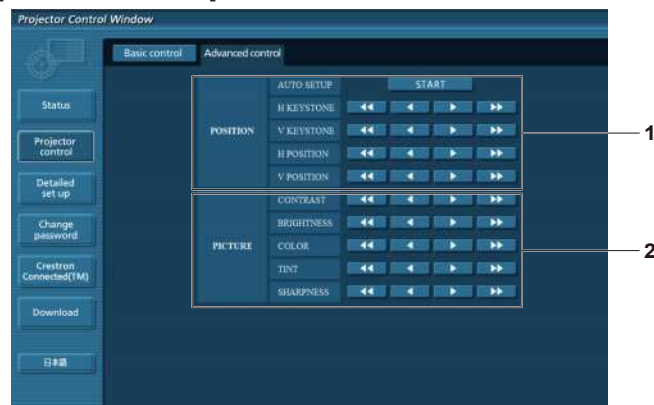 Projector Control Window
Basic control
Advanced control
Status
Projector
control
Detailed
set up
Change
password
Crestron
Connected(TM)
Download
日本語
POSITION
AUTO SETUP
START
H KEYSTONE
V KEYSTONE
H POSITION
V POSITION
1
PICTURE
CONTRAST
BRIGHTNESS
COLOR
TINT
SHARPNESS
2